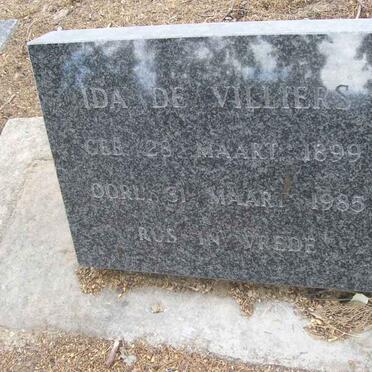 IDA DE VILLIERS
GEB. 28 MAART 1899
OORL. 31 MAART 1985
RUS IN VREDE